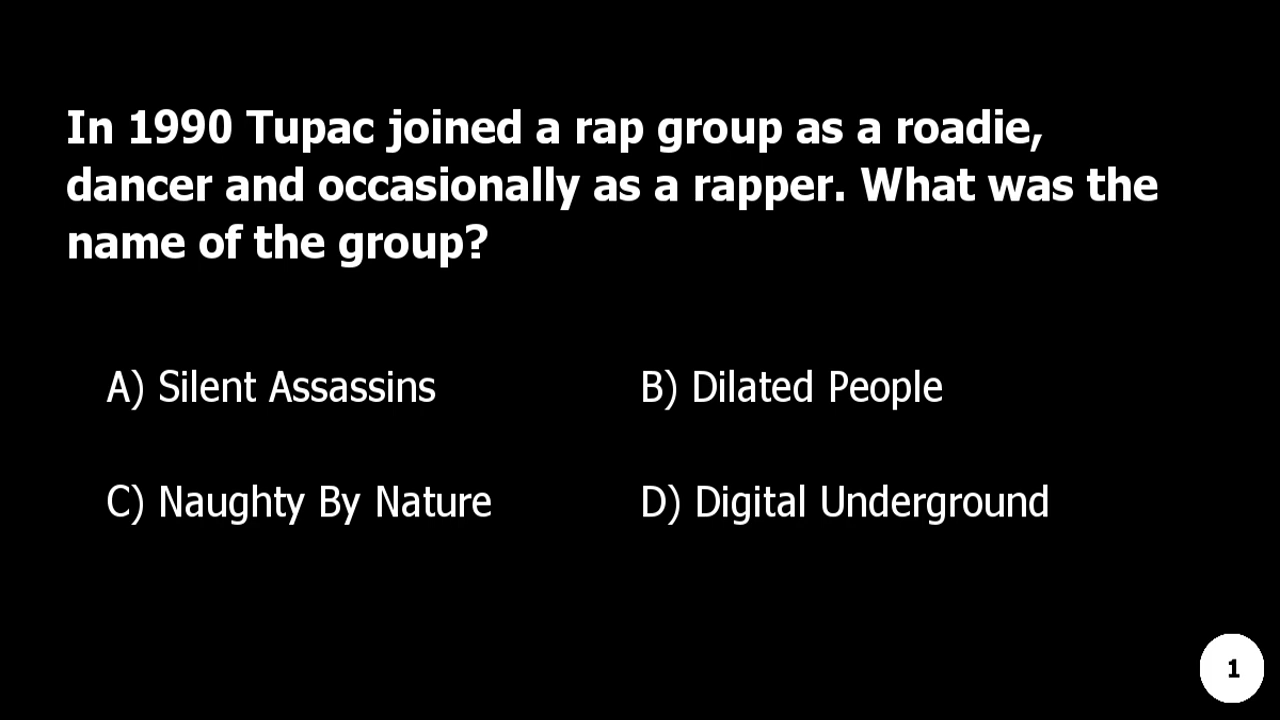 In 1990 Tupac joined a rap group as a roadie,
dancer and occasionally as a rapper. What was the
name of the group?
A) Silent Assassins
B) Dilated People
C) Naughty By Nature
D) Digital Underground
1